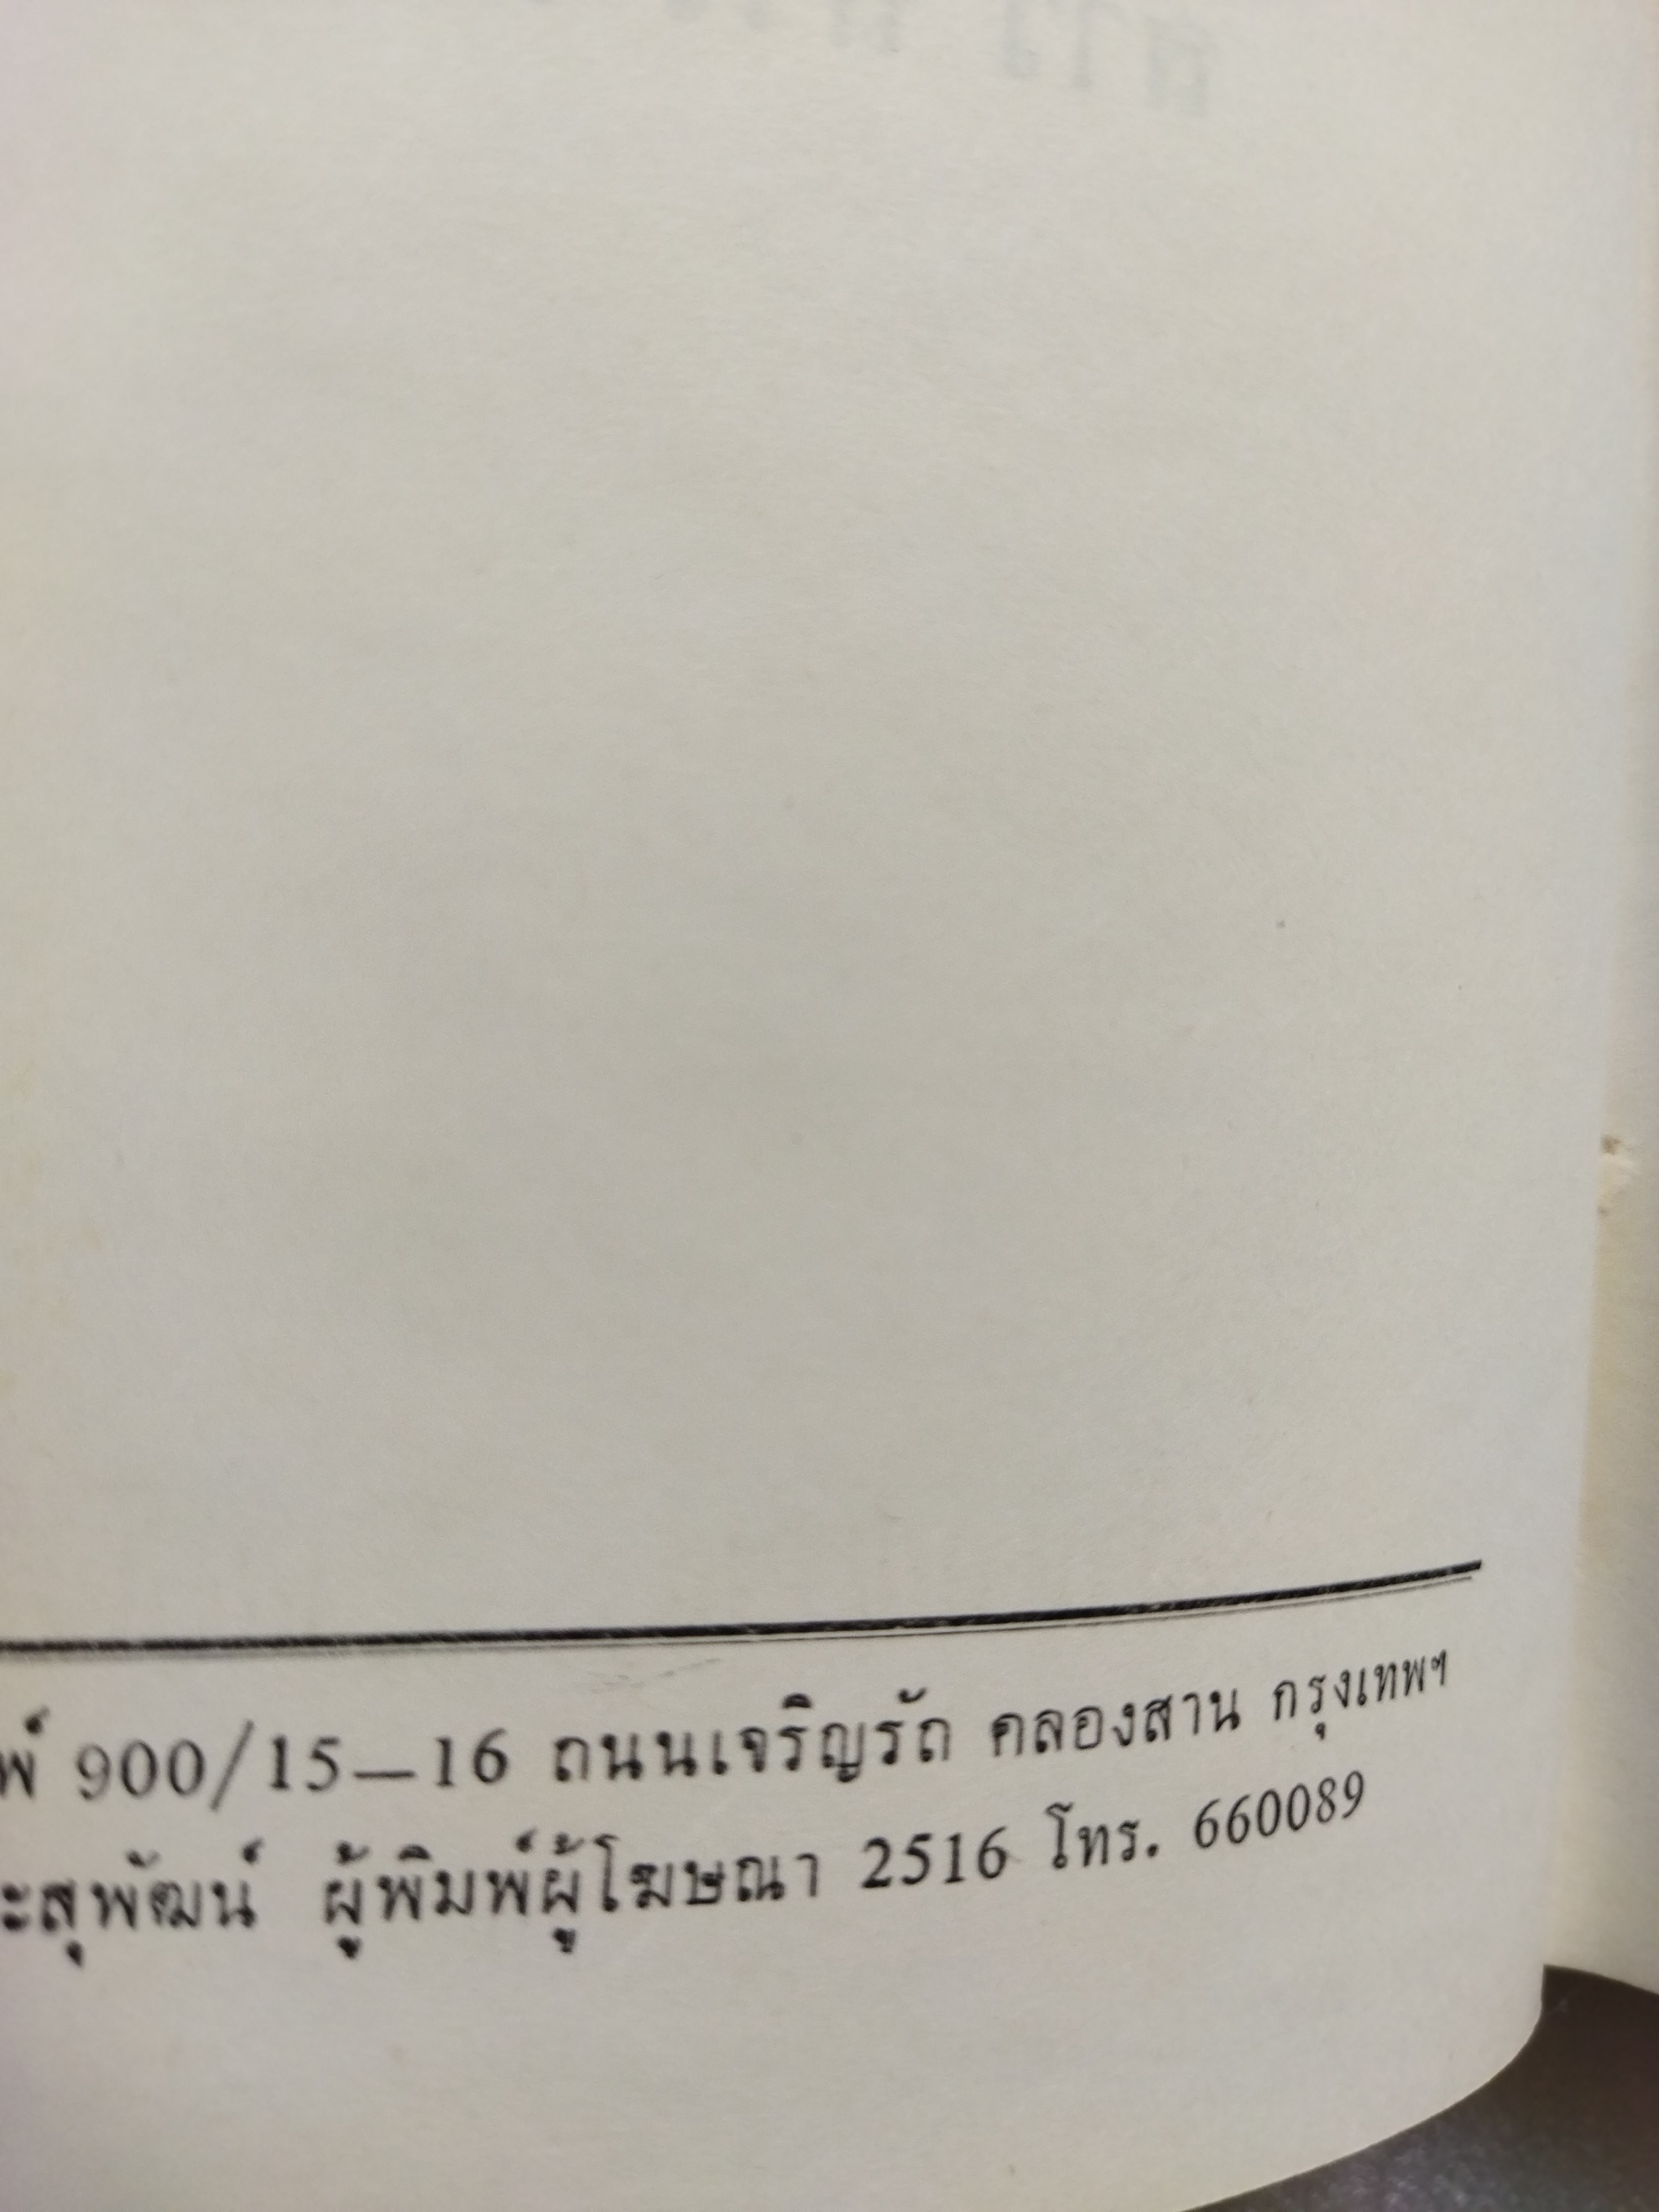 พ์ 900/15—16 ถนนเจริญรัถ คลองสาน กรุงเทพฯ
ะสุพัฒน์ ผู้พิมพ์ผู้โฆษณา 2516 โทร. 660089